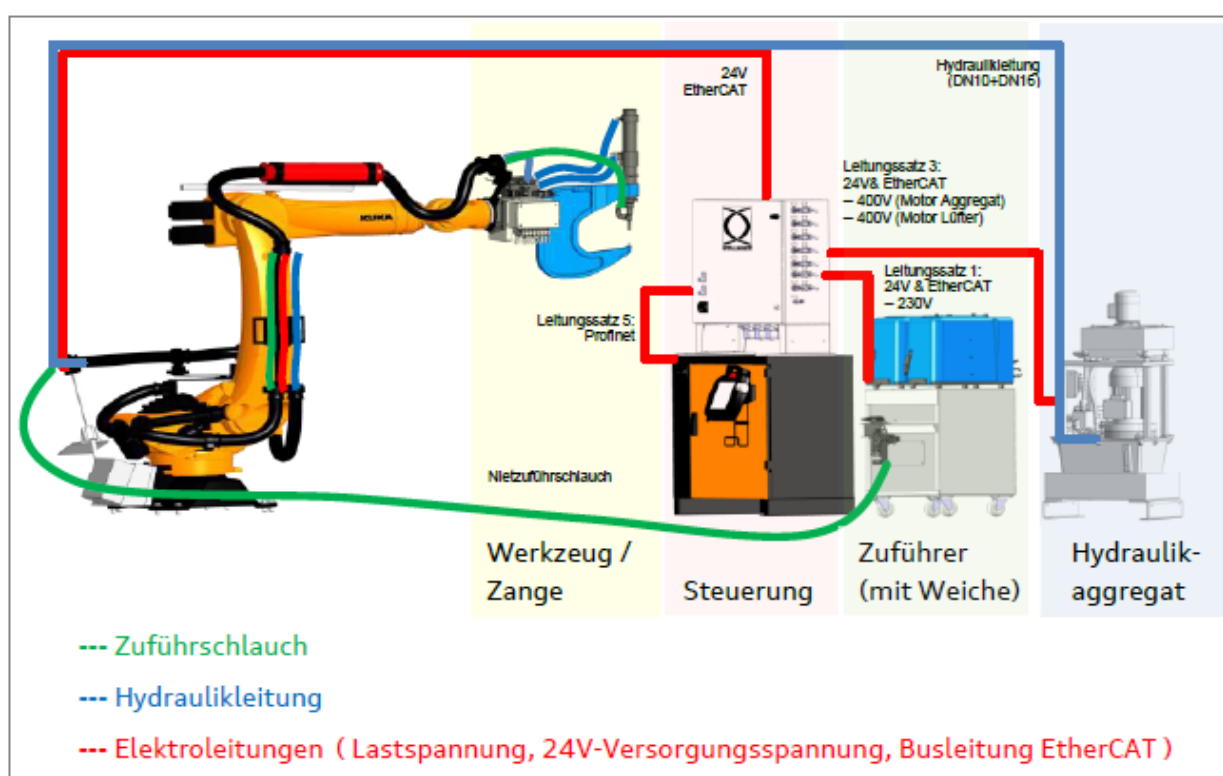 24V
EtherCAT
Hydraulikleitung
(DN10+DN16)
Leitungssatz 3:
24V& EtherCAT
– 400V (Motor Aggregat)
– 400V (Motor Lüfter)
KUKA
Leitungssatz 1:
24V & EtherCAT
– 230V
Leitungssatz 5:
Profinet
Nietzuführschlauch
Werkzeug /
Zange
Steuerung
Zuführer
(mit Weiche)
Hydraulik-
aggregat
--- Zuführschlauch
--- Hydraulikleitung
--- Elektroleitungen ( Lastspannung, 24V-Versorgungsspannung, Busleitung EtherCAT )